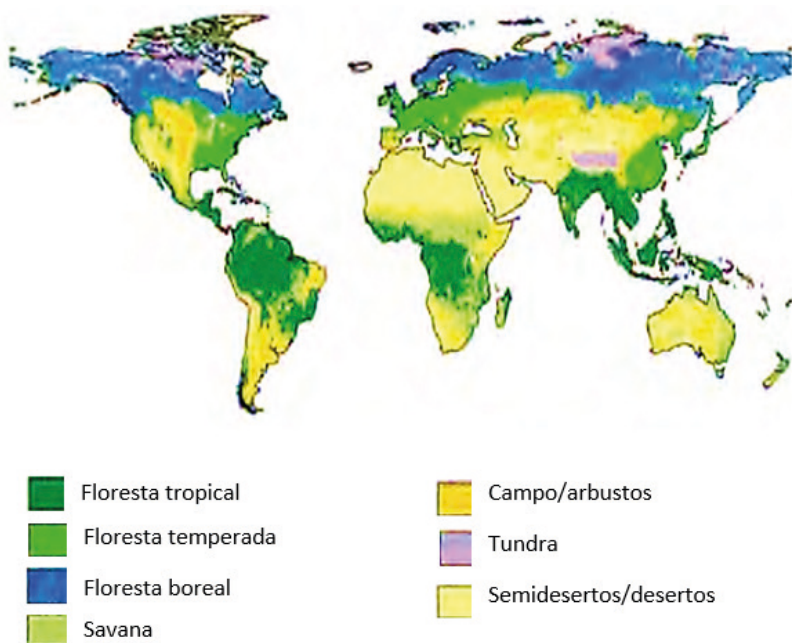 Floresta tropical
Floresta temperada
Floresta boreal
Savana
Campo/arbustos
Tundra
Semidesertos/desertos